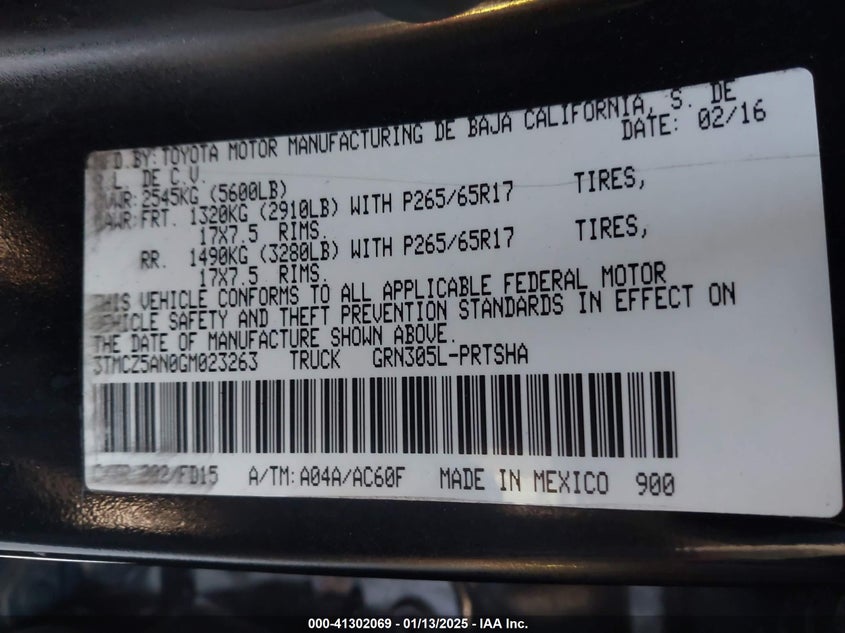 BY: TOYOTA MOTOR MANUFACTURING DE BAJA CALIFORNIA, S. DE
DE C.V. DATE: 02/16
2545KG (5600LB)
FRT. 1320KG (2910LB) WITH P265/65R17 TIRES,
17X7.5 RIMS.
RR. 1490KG (3280LB) WITH P265/65R17 TIRES,
17X7.5 RIMS.
THIS VEHICLE CONFORMS TO ALL APPLICABLE FEDERAL MOTOR
VEHICLE SAFETY AND THEFT PREVENTION STANDARDS IN EFFECT ON
THE DATE OF MANUFACTURE SHOWN ABOVE.
3TMCZ5AN0GM023263 TRUCK GRN305L-PRTSHA
A/TM: A04A/AC60F MADE IN MEXICO 900
000-41302069 | 01/13/2025 | IAA Inc.